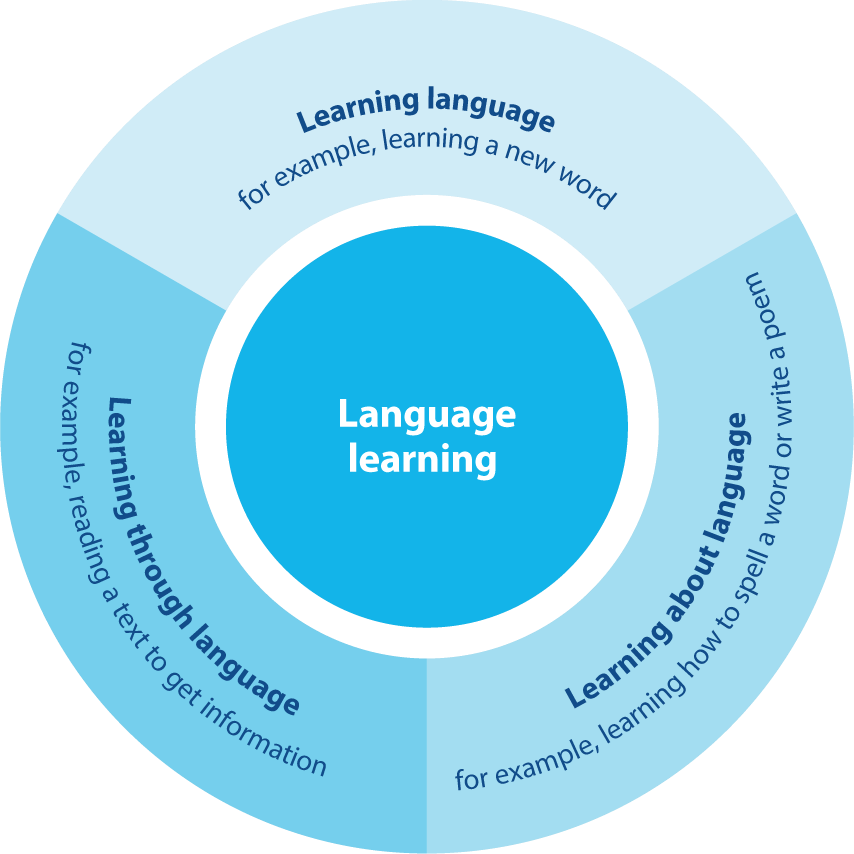 Learning language
for example, learning a new word
Language
learning
Learning through language
for example, reading a text to get information
Learning about language
for example, learning how to spell a word or write a poem